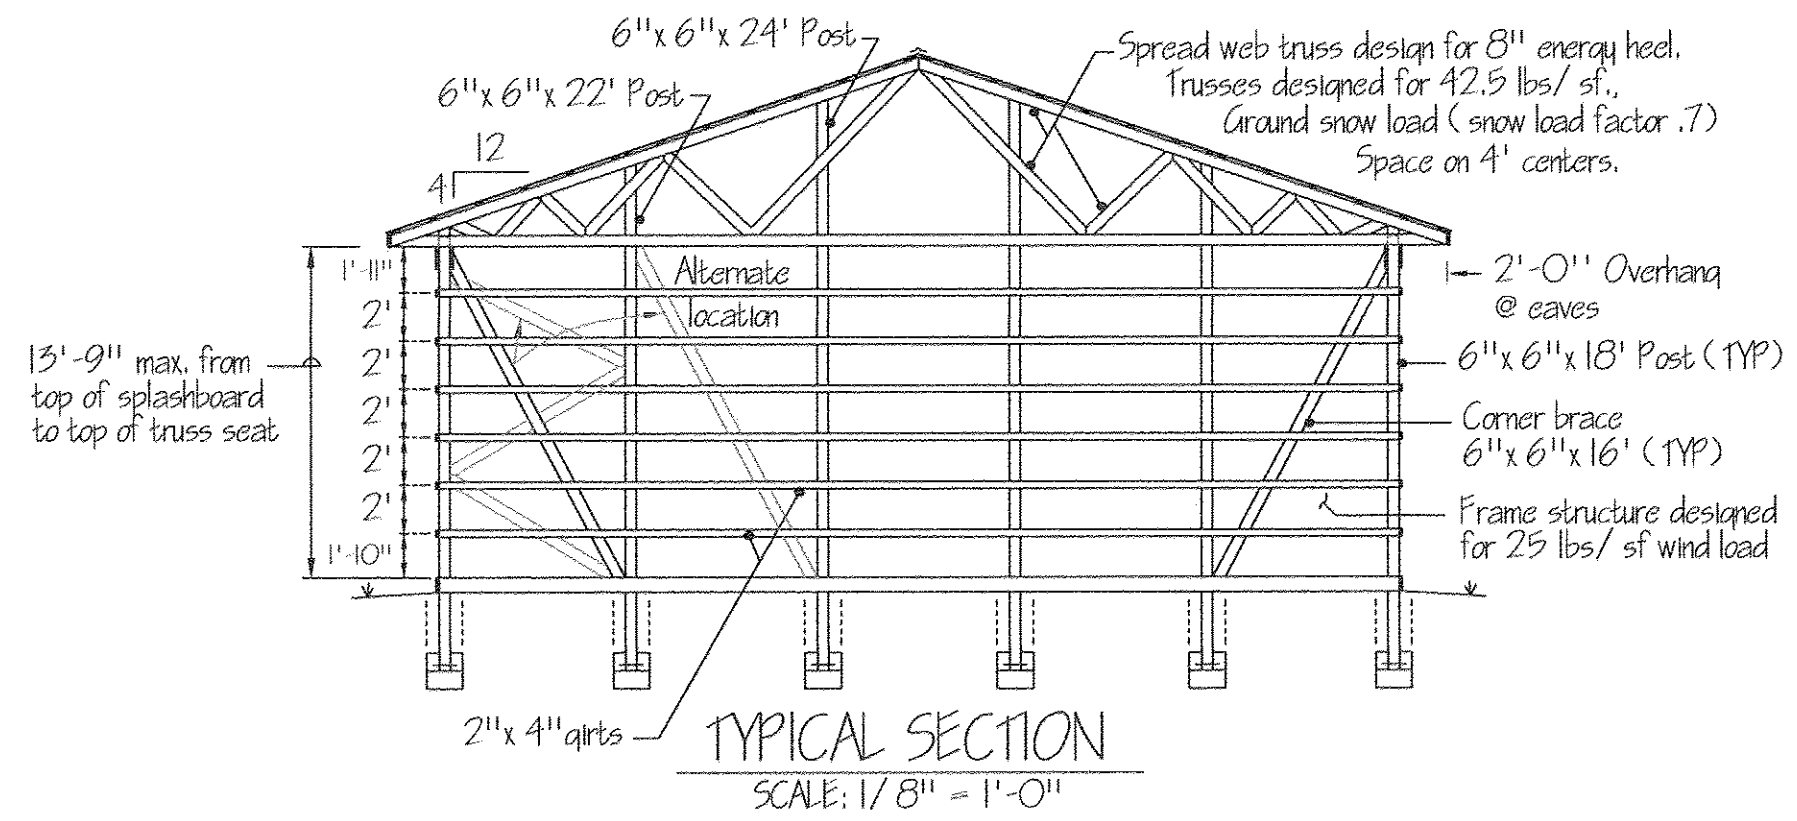 6"x 6"x 24' Post
6"x 6"x 22' Post
Spread web truss design for 8" energy heel.
Trusses designed for 42.5 lbs/ sf.,
Ground snow load ( snow load factor .7)
Space on 4' centers.
12
4
1'-11"
2'
2'
2'
2'
2'
1'-10"
13'-9" max. from
top of splashboard
to top of truss seat
Alternate
location
2'-0" Overhang
@ eaves
6"x 6"x 18' Post ( TYP)
Corner brace
6"x 6"x 16' ( TYP)
Frame structure designed
for 25 lbs/ sf wind load
2"x 4" girts
TYPICAL SECTION
SCALE: 1/ 8" = 1'-0"